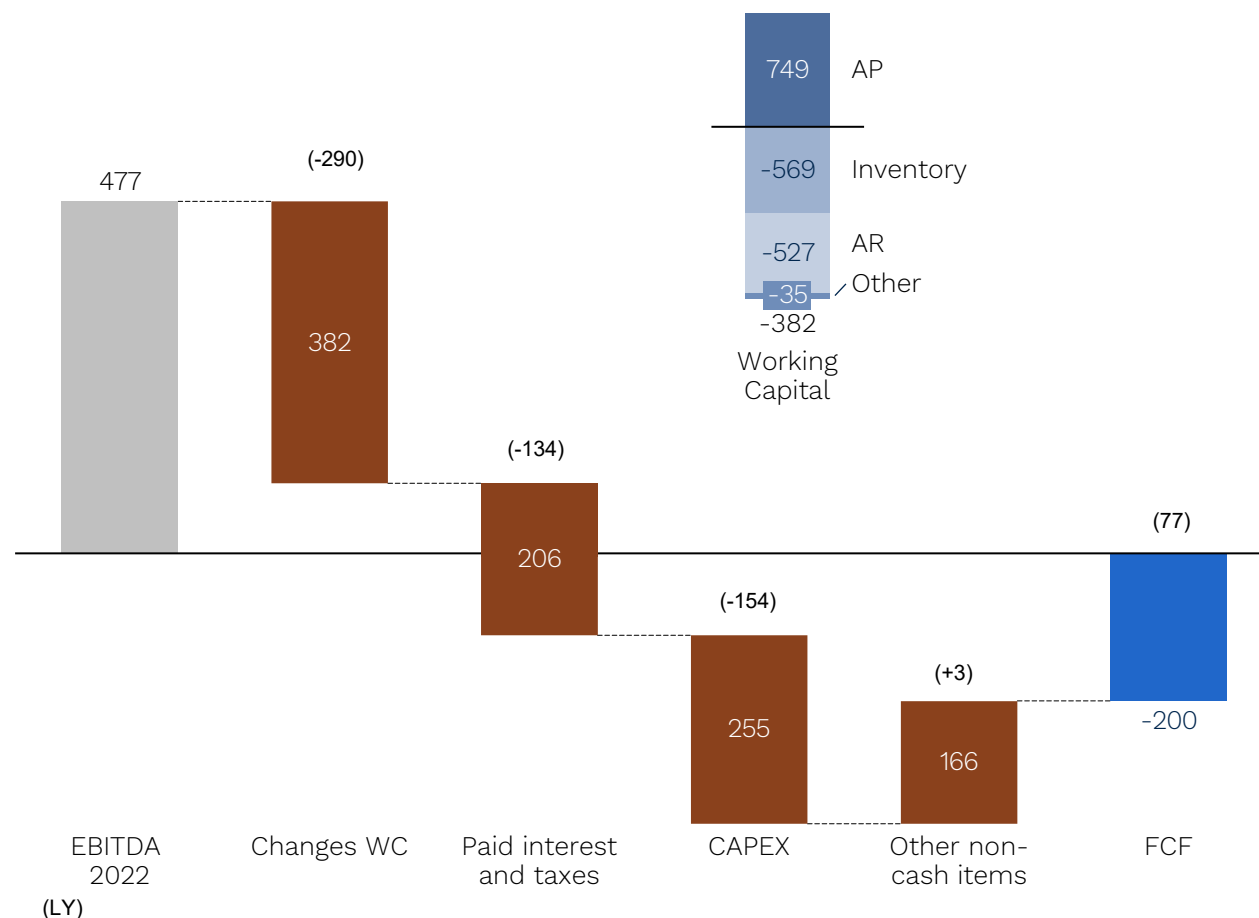 749
AP
(-290)
-569
Inventory
477
-527
AR
-35
Other
-382
Working
Capital
382
(-134)
(77)
206
(-154)
(+3)
-200
255
166
EBITDA
2022
Changes WC
Paid interest
and taxes
CAPEX
Other non-
cash items
FCF
(LY)